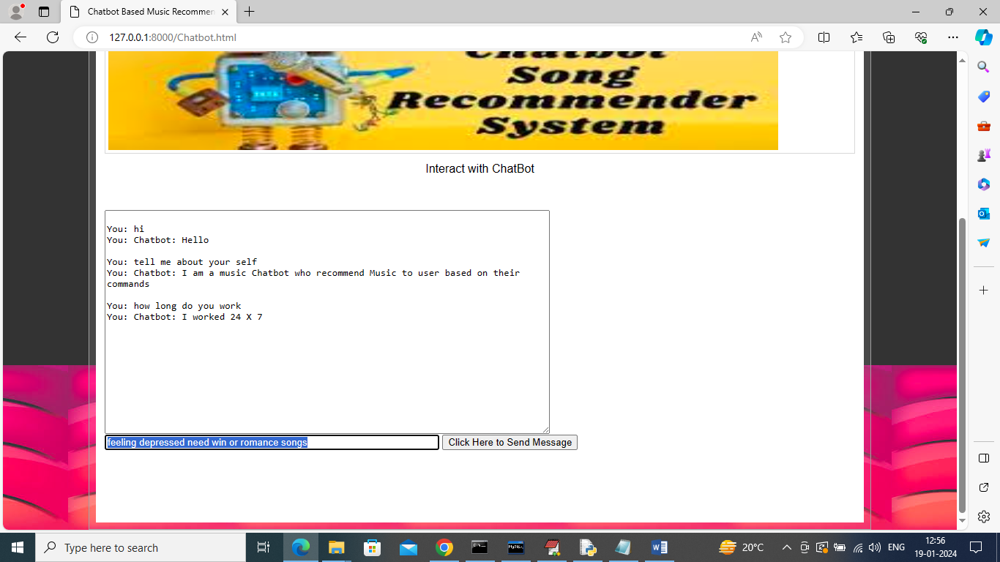 Chatbot Based Music Recommen
127.0.0.1:8000/Chatbot.html
Chatbot
Song
Recommender
System
Interact with ChatBot
You: hi
You: Chatbot: Hello
You: tell me about your self
You: Chatbot: I am a music Chatbot who recommend Music to user based on their
commands
You: how long do you work
You: Chatbot: I worked 24 X 7
feeling depressed need win or romance songs
Click Here to Send Message
Type here to search
20°C
ENG
12:56
19-01-2024